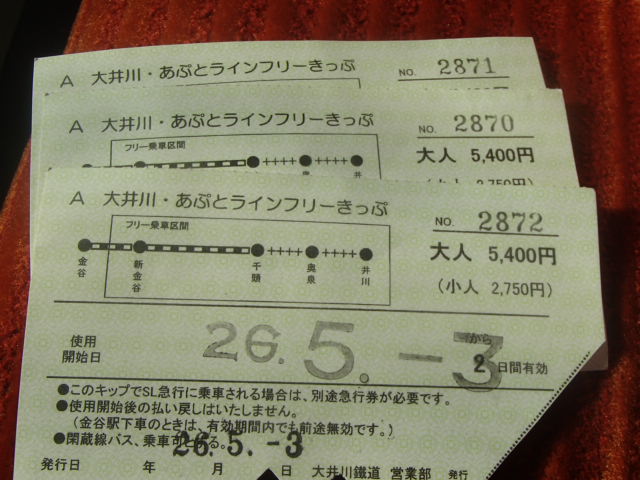 A 大井川・あぷとラインフリーきっぷ NO. 2871
A 大井川・あぷとラインフリーきっぷ NO. 2870
フリー乗車区間
大人 5,400円
(小人 2,750円)
A 大井川・あぷとラインフリーきっぷ NO. 2872
フリー乗車区間
大人 5,400円
金谷 新金谷 千頭 奥泉 井川
(小人 2,750円)
使用開始日 26.5.-3から2日間有効
●このキップでSL急行に乗車される場合は、別途急行券が必要です。
●使用開始後の払い戻しはいたしません。
(金谷駅下車のときは、有効期間内でも前途無効です。)
●閑蔵線バス、乗車可
26.5.-3
発行日 年 月 日 大井川鐵道 営業部 発行